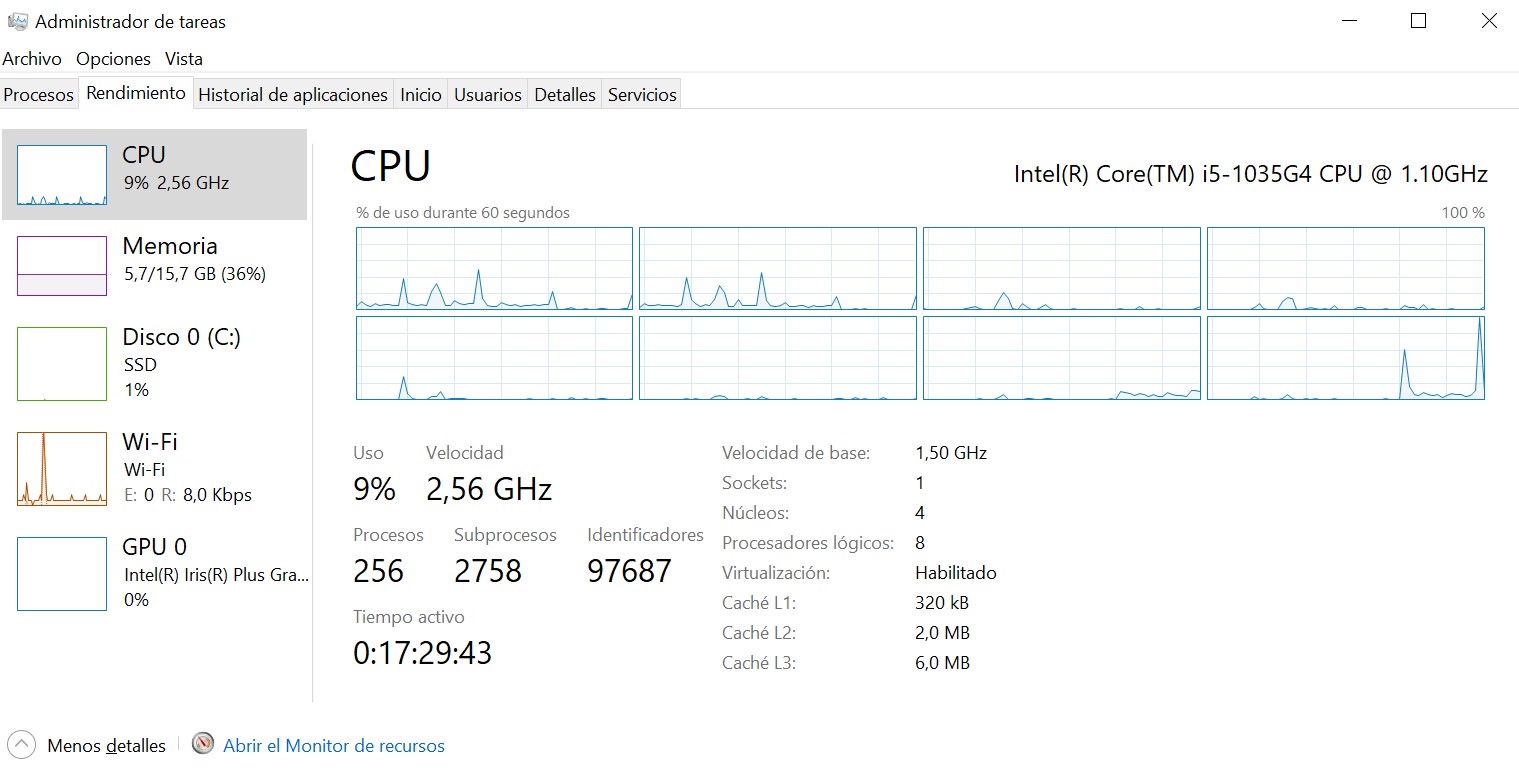 Administrador de tareas
Archivo Opciones Vista
Procesos Rendimiento Historial de aplicaciones Inicio Usuarios Detalles Servicios
CPU
9% 2,56 GHz
Memoria
5,7/15,7 GB (36%)
Disco 0 (C:)
SSD
1%
Wi-Fi
Wi-Fi
E: 0 R: 8,0 Kbps
GPU 0
Intel(R) Iris(R) Plus Gra...
0%
CPU
Intel(R) Core(TM) i5-1035G4 CPU @ 1.10GHz
% de uso durante 60 segundos 100 %
Uso Velocidad
9% 2,56 GHz
Procesos Subprocesos Identificadores
256 2758 97687
Tiempo activo
0:17:29:43
Velocidad de base: 1,50 GHz
Sockets: 1
Núcleos: 4
Procesadores lógicos: 8
Virtualización: Habilitado
Caché L1: 320 kB
Caché L2: 2,0 MB
Caché L3: 6,0 MB
Menos detalles Abrir el Monitor de recursos